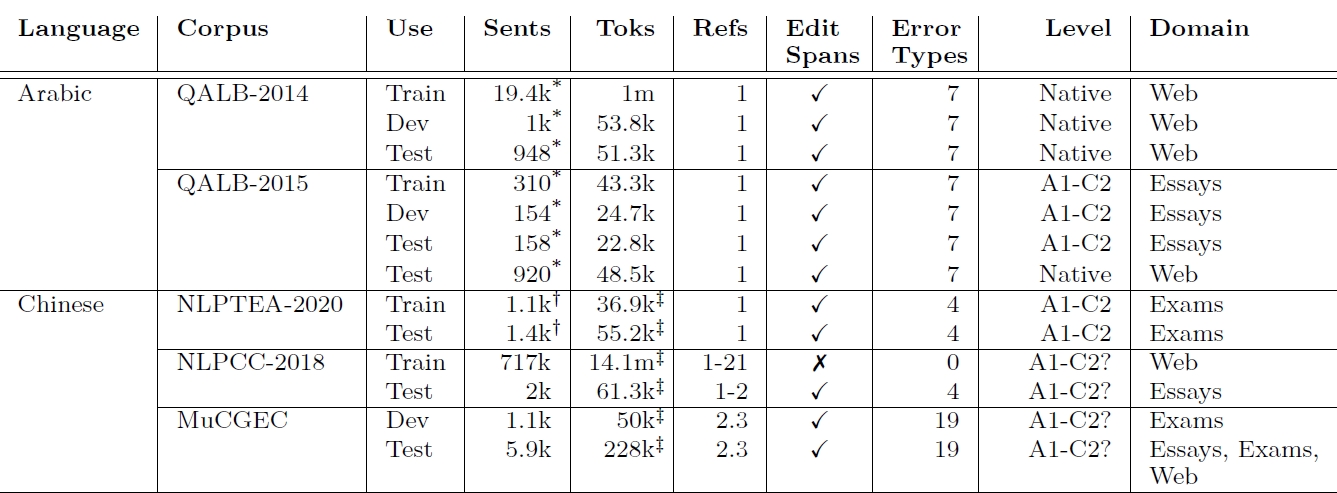 Language Corpus Use Sents Toks Refs Edit Spans Error Types Level Domain
Arabic QALB-2014 Train 19.4k* 1m 1 ✓ 7 Native Web
Dev 1k* 53.8k 1 ✓ 7 Native Web
Test 948* 51.3k 1 ✓ 7 Native Web
QALB-2015 Train 310* 43.3k 1 ✓ 7 A1-C2 Essays
Dev 154* 24.7k 1 ✓ 7 A1-C2 Essays
Test 158* 22.8k 1 ✓ 7 A1-C2 Essays
Test 920* 48.5k 1 ✓ 7 Native Web
Chinese NLPTEA-2020 Train 1.1k† 36.9k‡ 1 ✓ 4 A1-C2 Exams
Test 1.4k† 55.2k‡ 1 ✓ 4 A1-C2 Exams
NLPCC-2018 Train 717k 14.1m‡ 1-21 ✗ 0 A1-C2? Web
Test 2k 61.3k‡ 1-2 ✓ 4 A1-C2? Essays
MuCGEC Dev 1.1k 50k‡ 2.3 ✓ 19 A1-C2? Exams
Test 5.9k 228k‡ 2.3 ✓ 19 A1-C2? Essays, Exams,
Web